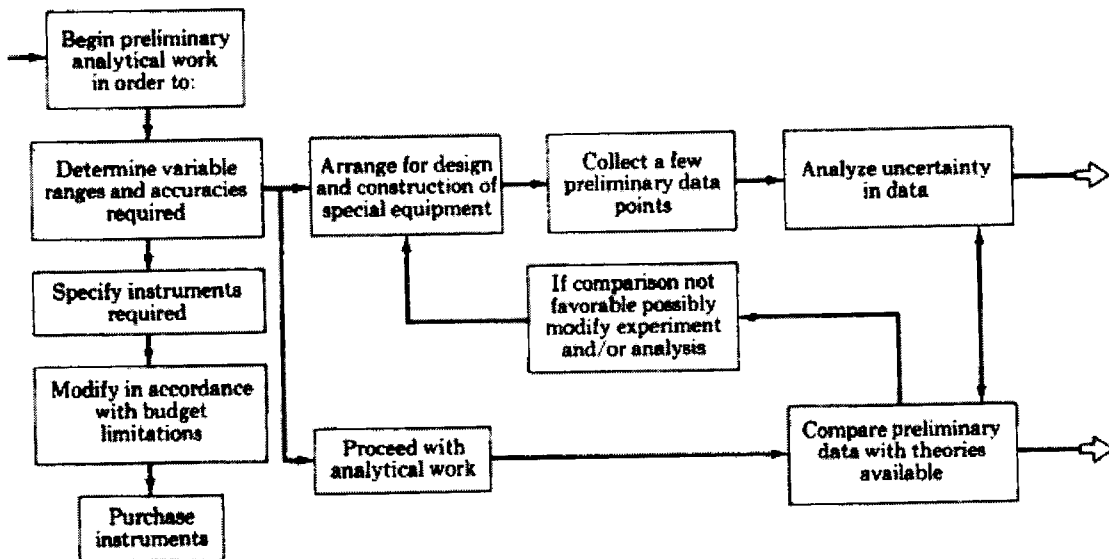 Begin preliminary
analytical work
in order to:
Determine variable
ranges and accuracies
required
Arrange for design
and construction of
special equipment
Collect a few
preliminary data
points
Analyze uncertainty
in data
Specify instruments
required
If comparison not
favorable possibly
modify experiment
and/or analysis
Modify in accordance
with budget
limitations
Proceed with
analytical work
Compare preliminary
data with theories
available
Purchase
instruments